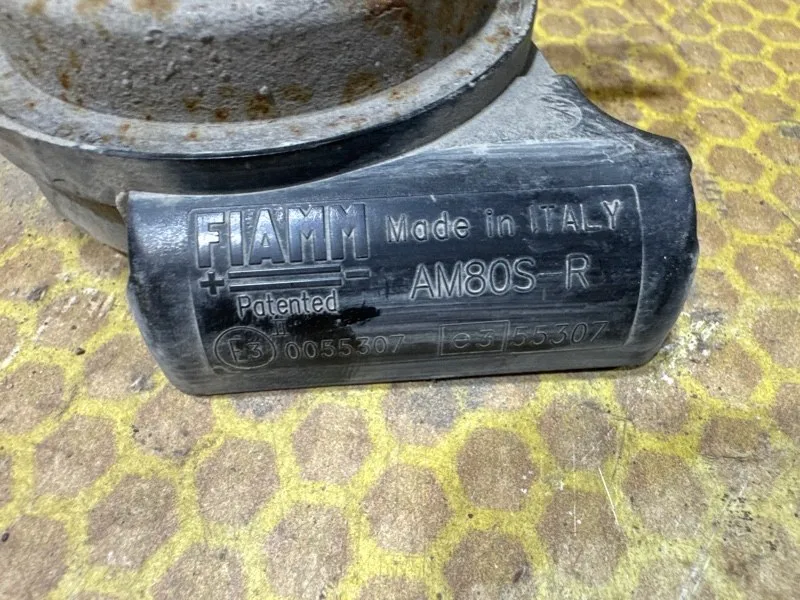 FIAMM Made in ITALY
+ - AM80S-R
Patented
E3 0055307 e3 55307